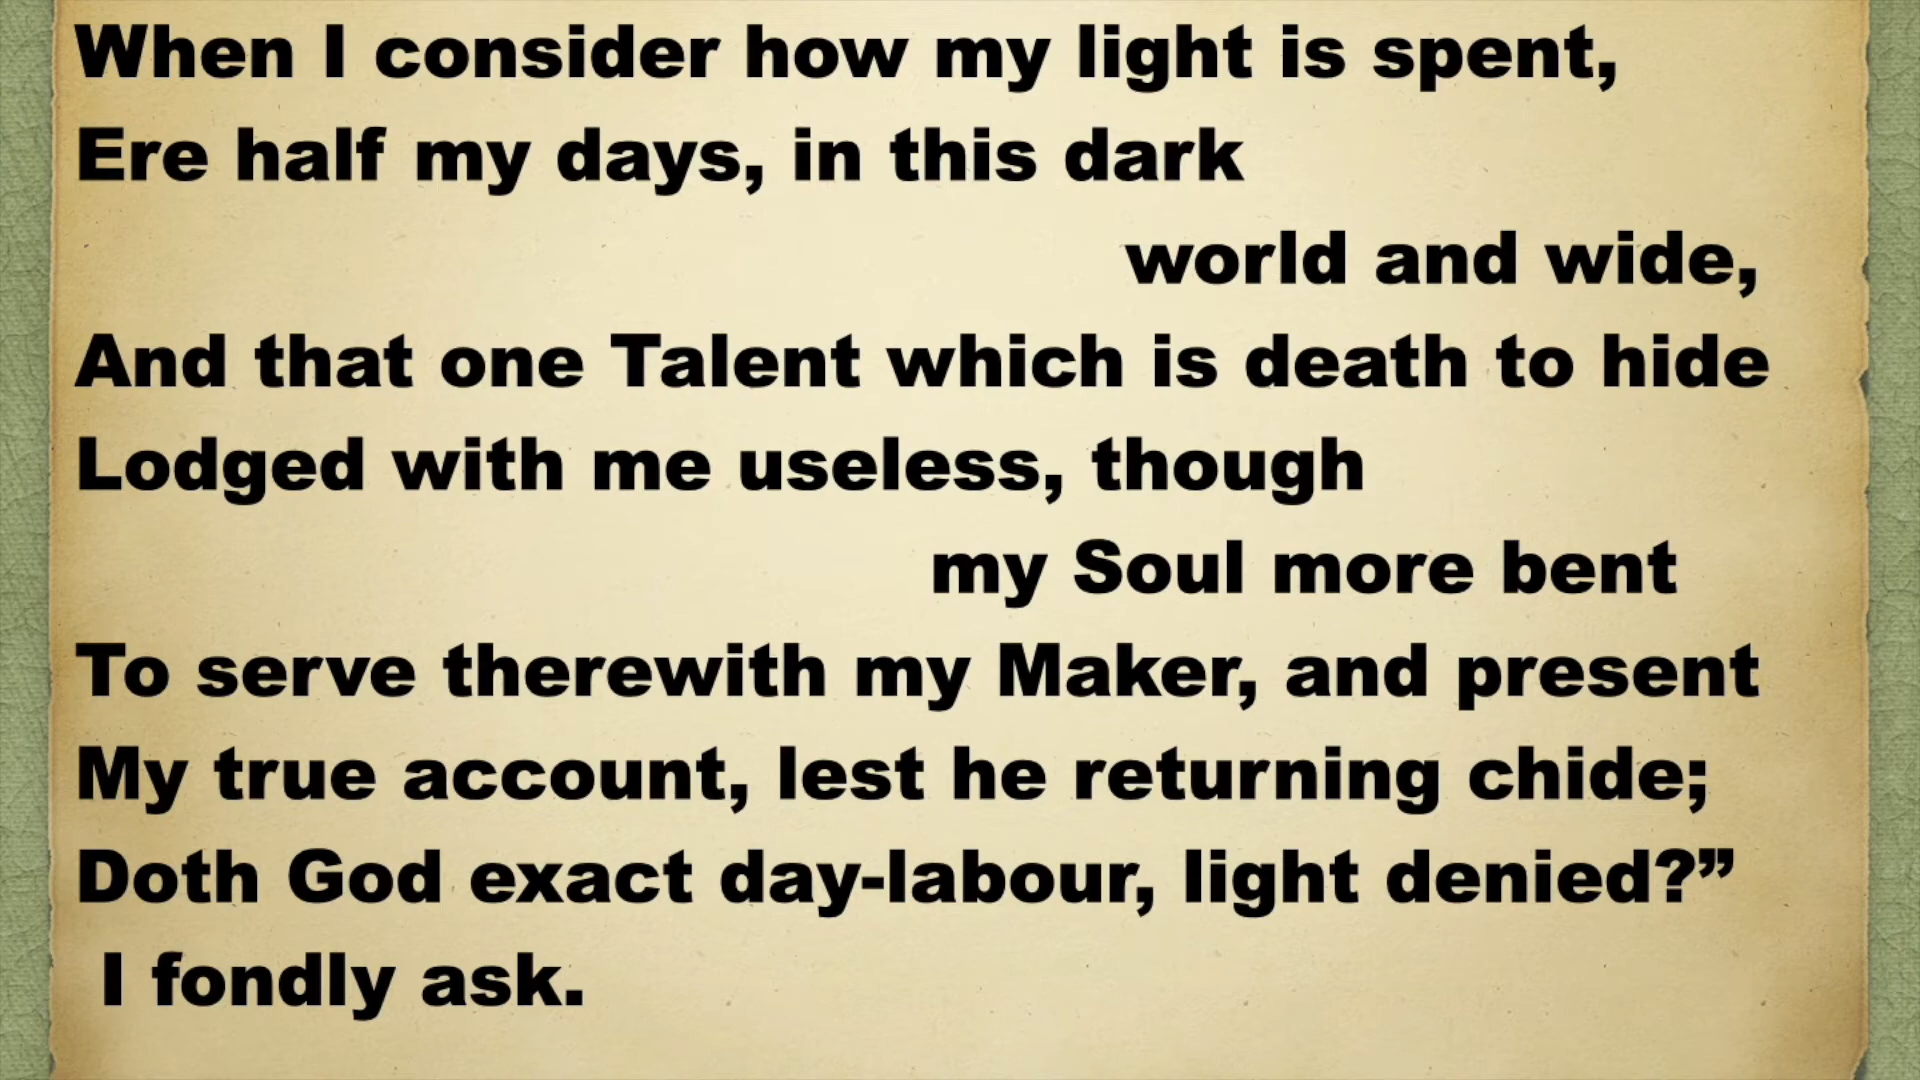 When I consider how my light is spent,
Ere half my days, in this dark
world and wide,
And that one Talent which is death to hide
Lodged with me useless, though
my Soul more bent
To serve therewith my Maker, and present
My true account, lest he returning chide;
Doth God exact day-labour, light denied?”
I fondly ask.